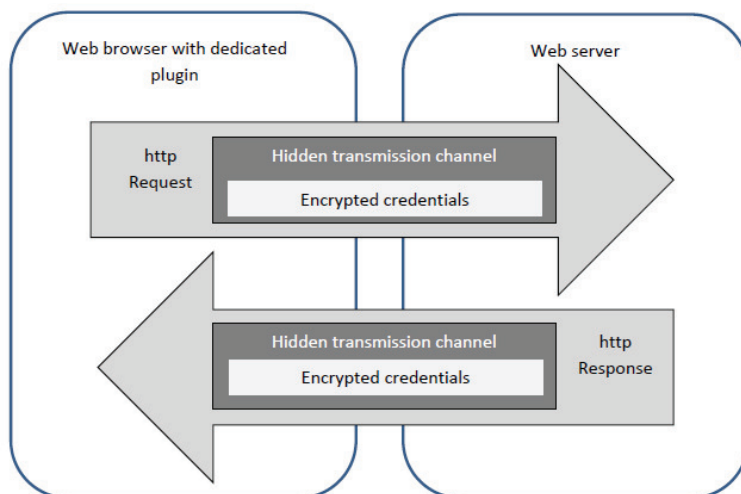 Web browser with dedicated
plugin
Web server
http
Request
Hidden transmission channel
Encrypted credentials
Hidden transmission channel
Encrypted credentials
http
Response